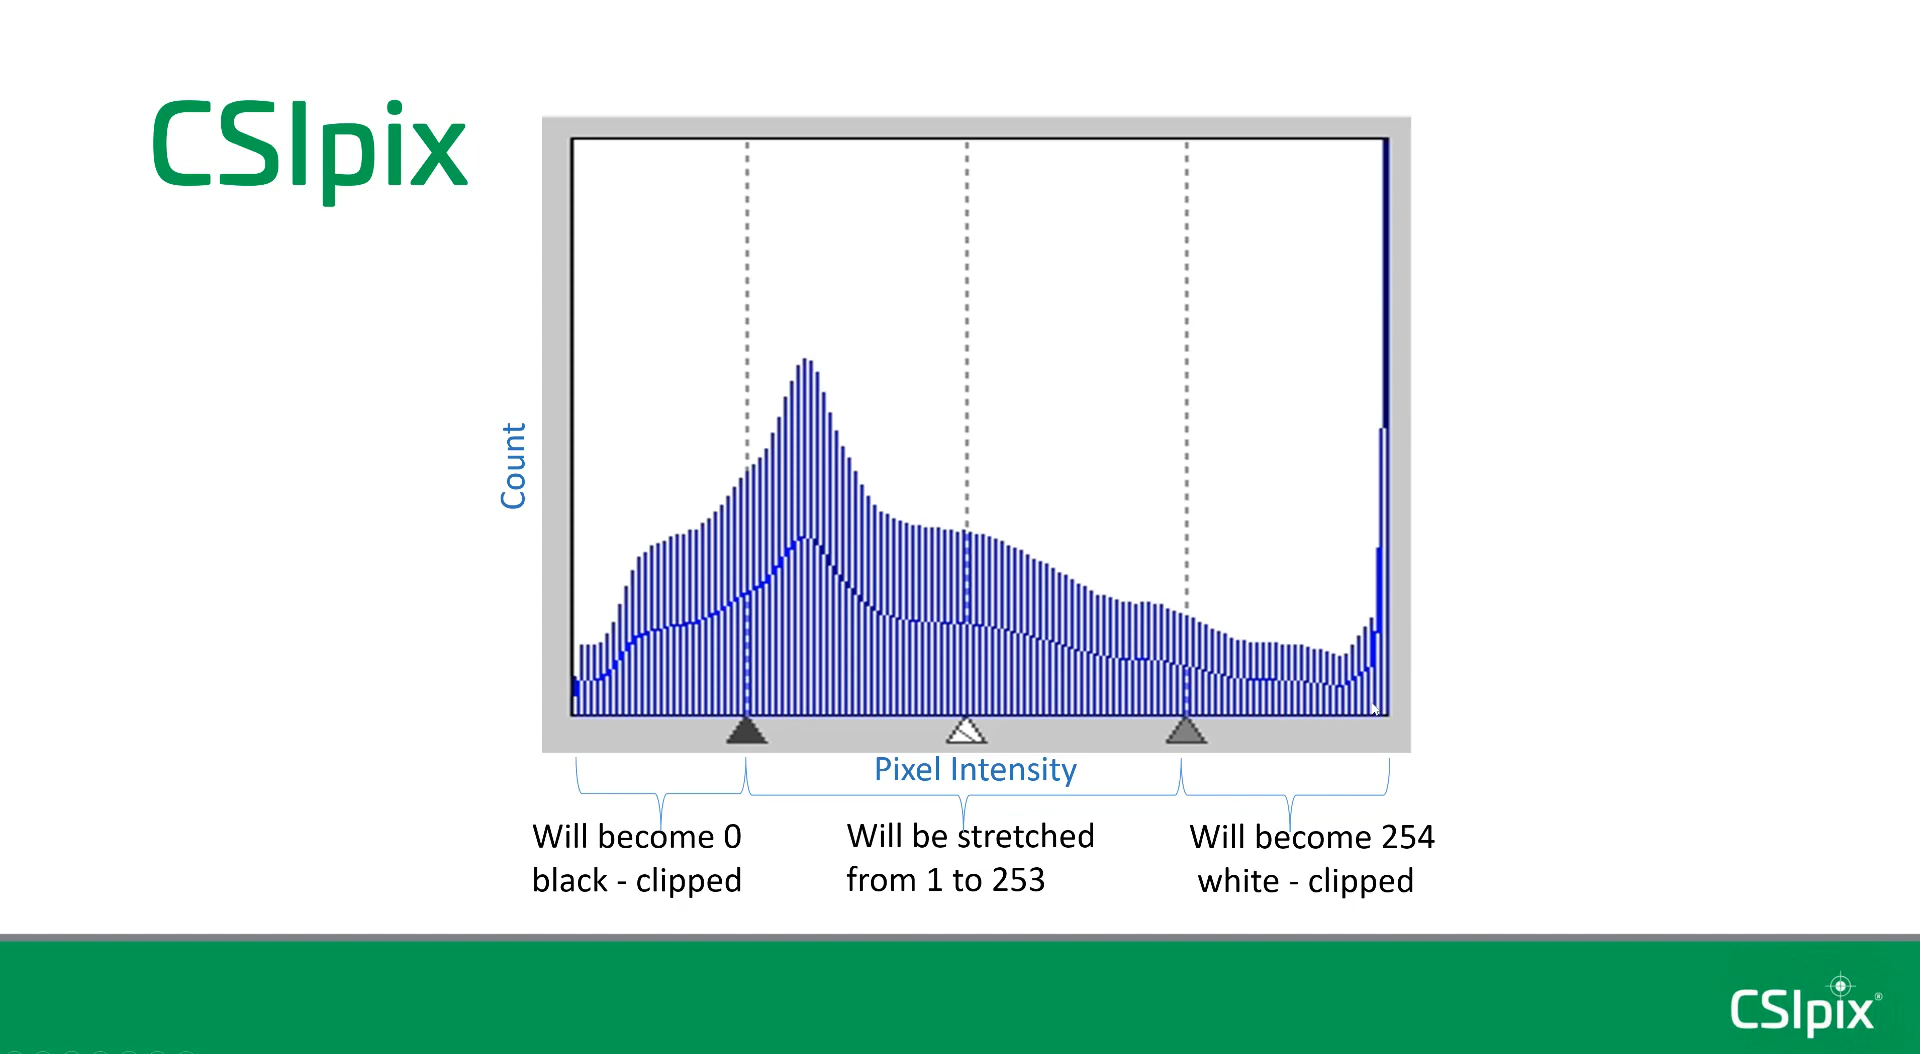 CSIpix
Count
Pixel Intensity
Will become 0
black - clipped
Will be stretched
from 1 to 253
Will become 254
white - clipped
CSIpix®